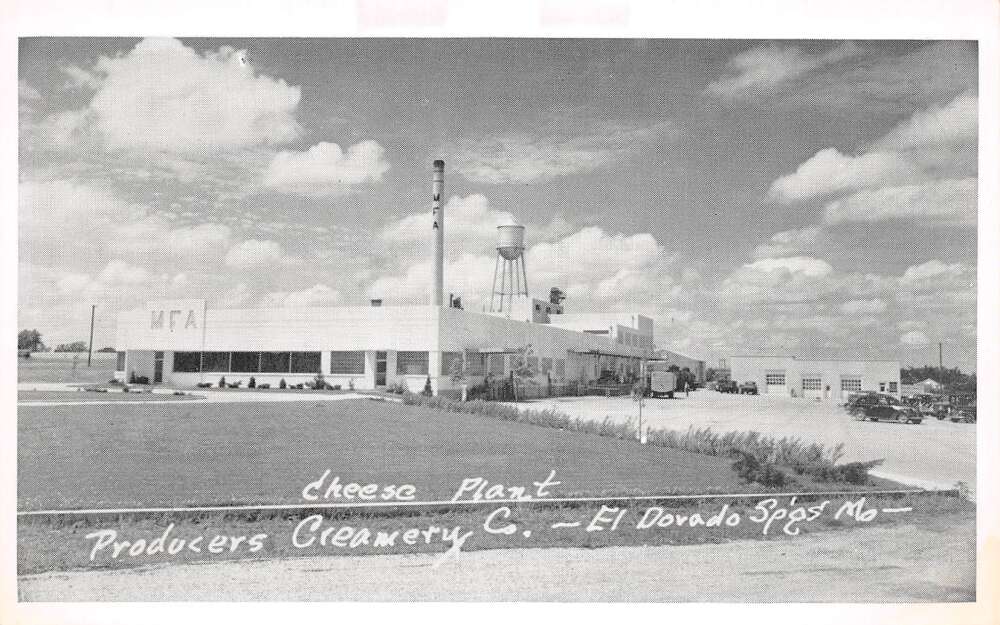 MFA
MFA
Cheese Plant
Producers Creamery Co. - El Dorado Sp'gs Mo -